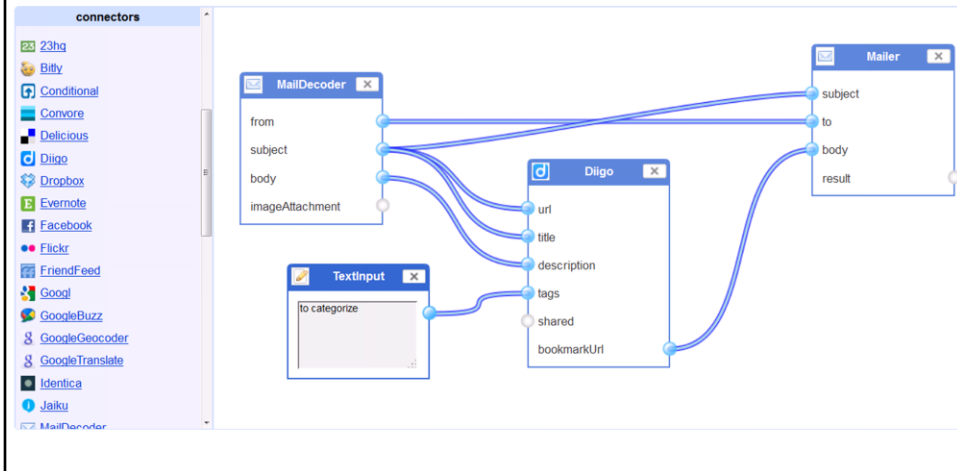 connectors
23hq
Bitly
Conditional
Convore
Delicious
Diigo
Dropbox
Evernote
Facebook
Flickr
FriendFeed
Googl
GoogleBuzz
GoogleGeocoder
GoogleTranslate
Identica
Jaiku
MailDecoder
MailDecoder
from
subject
body
imageAttachment
TextInput
to categorize
Diigo
url
title
description
tags
shared
bookmarkUrl
Mailer
subject
to
body
result